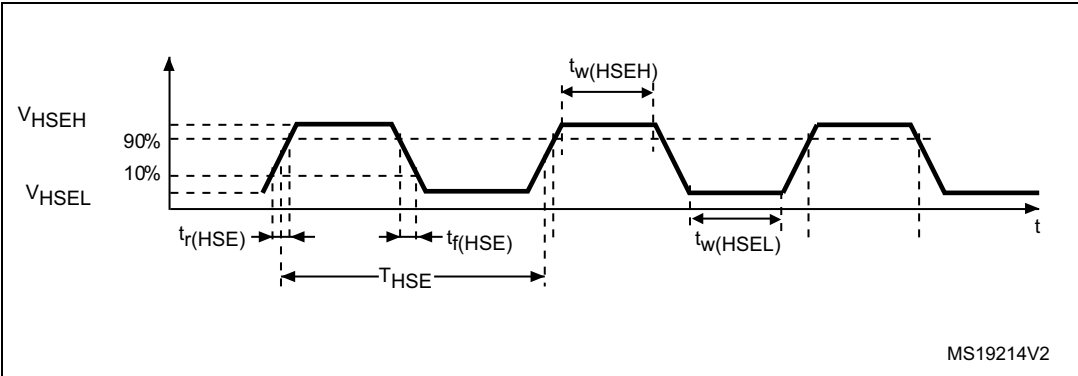 tw(HSEH)
VHSEH
90%
10%
VHSEL
tr(HSE)
tf(HSE)
tw(HSEL)
t
THSE
MS19214V2